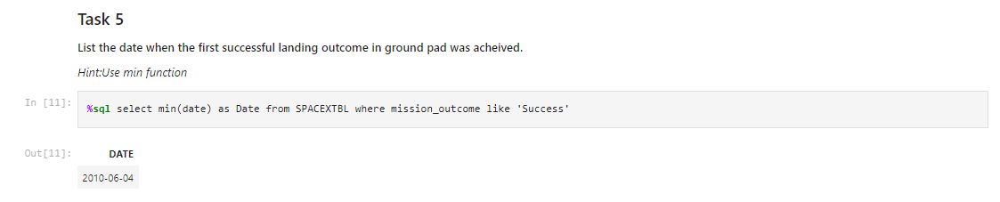 Task 5
List the date when the first successful landing outcome in ground pad was acheived.
Hint:Use min function
In [11]: %sql select min(date) as Date from SPACEXTBL where mission_outcome like 'Success'
Out[11]: DATE
2010-06-04